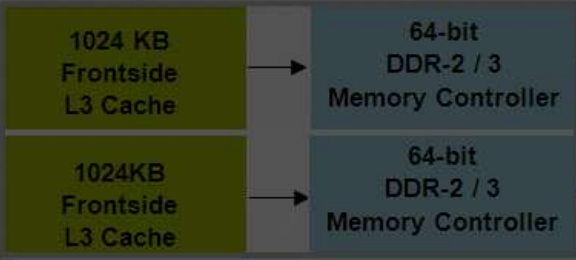 1024 KB
Frontside
L3 Cache
64-bit
DDR-2 / 3
Memory Controller
1024KB
Frontside
L3 Cache
64-bit
DDR-2 / 3
Memory Controller